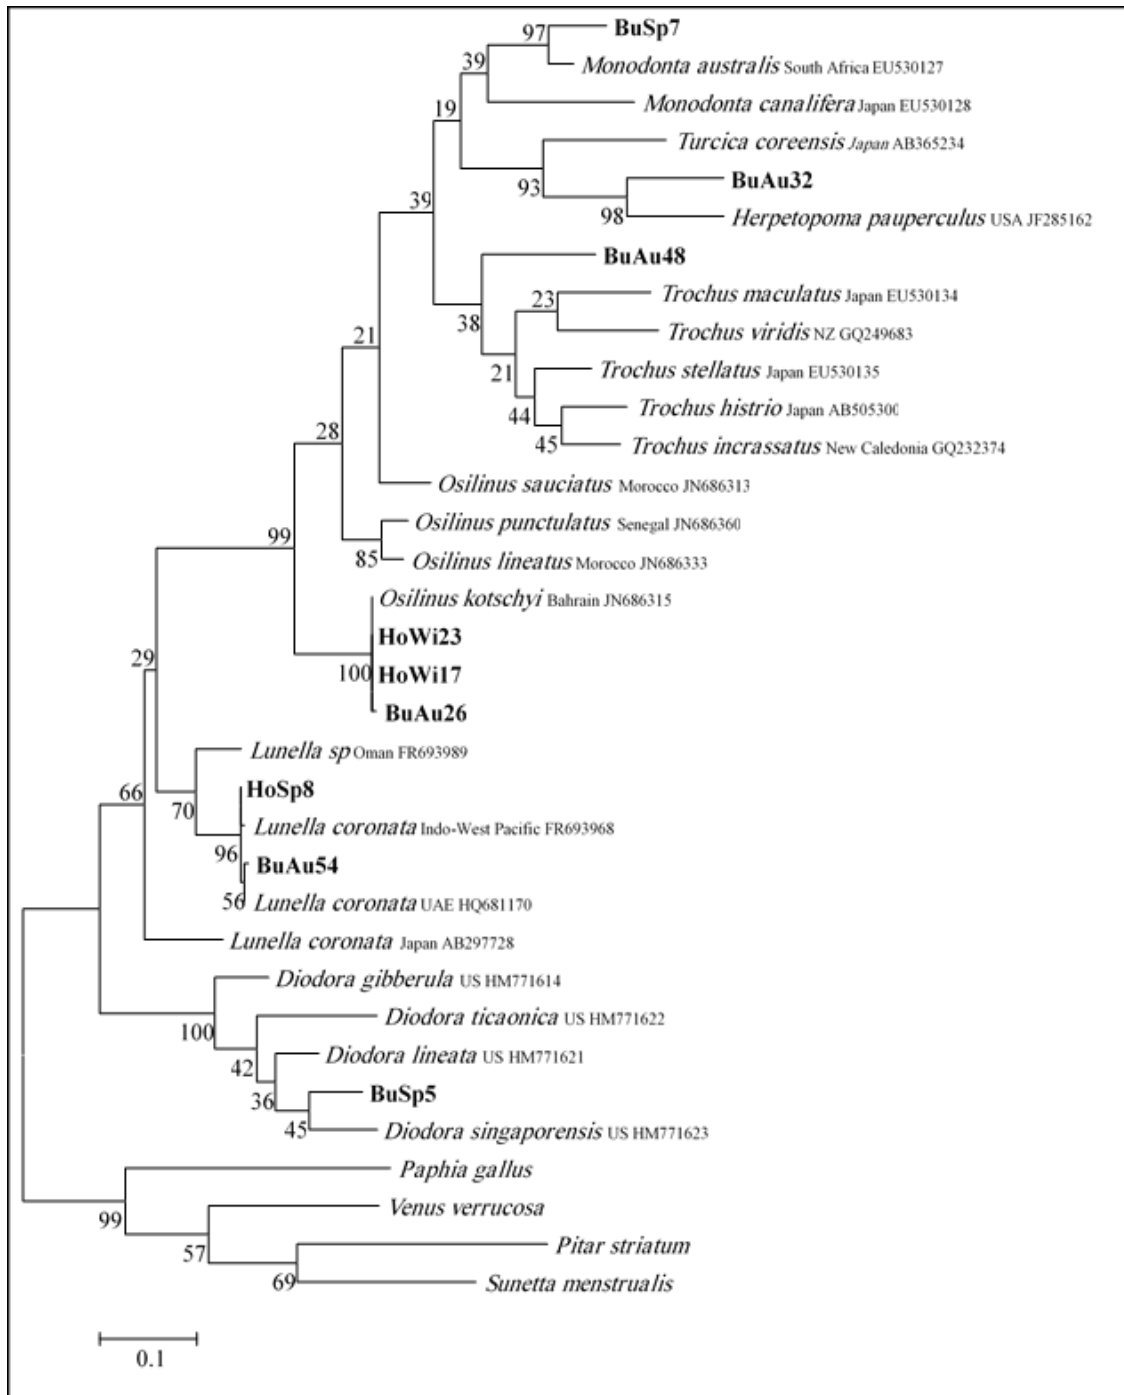 97 BuSp7
39 Monodonta australis South Africa EU530127
19 Monodonta canalifera Japan EU530128
Turcica coreensis Japan AB365234
93 BuAu32
39 98 Herpetopoma pauperculus USA JF285162
BuAu48
23 Trochus maculatus Japan EU530134
21 38 Trochus viridis NZ GQ249683
21 Trochus stellatus Japan EU530135
44 Trochus histrio Japan AB505300
28 45 Trochus incrassatus New Caledonia GQ232374
Osilinus sauciatus Morocco JN686313
99 Osilinus punctulatus Senegal JN686360
85 Osilinus lineatus Morocco JN686333
Osilinus kotschyi Bahrain JN686315
HoWi23
29 100 HoWi17
BuAu26
Lunella sp Oman FR693989
66 70 HoSp8
Lunella coronata Indo-West Pacific FR693968
96 BuAu54
56 Lunella coronata UAE HQ681170
Lunella coronata Japan AB297728
Diodora gibberula US HM771614
100 Diodora ticaonica US HM771622
42 Diodora lineata US HM771621
36 BuSp5
45 Diodora singaporensis US HM771623
Paphia gallus
99 Venus verrucosa
57 Pitar striatum
69 Sunetta menstrualis
0.1